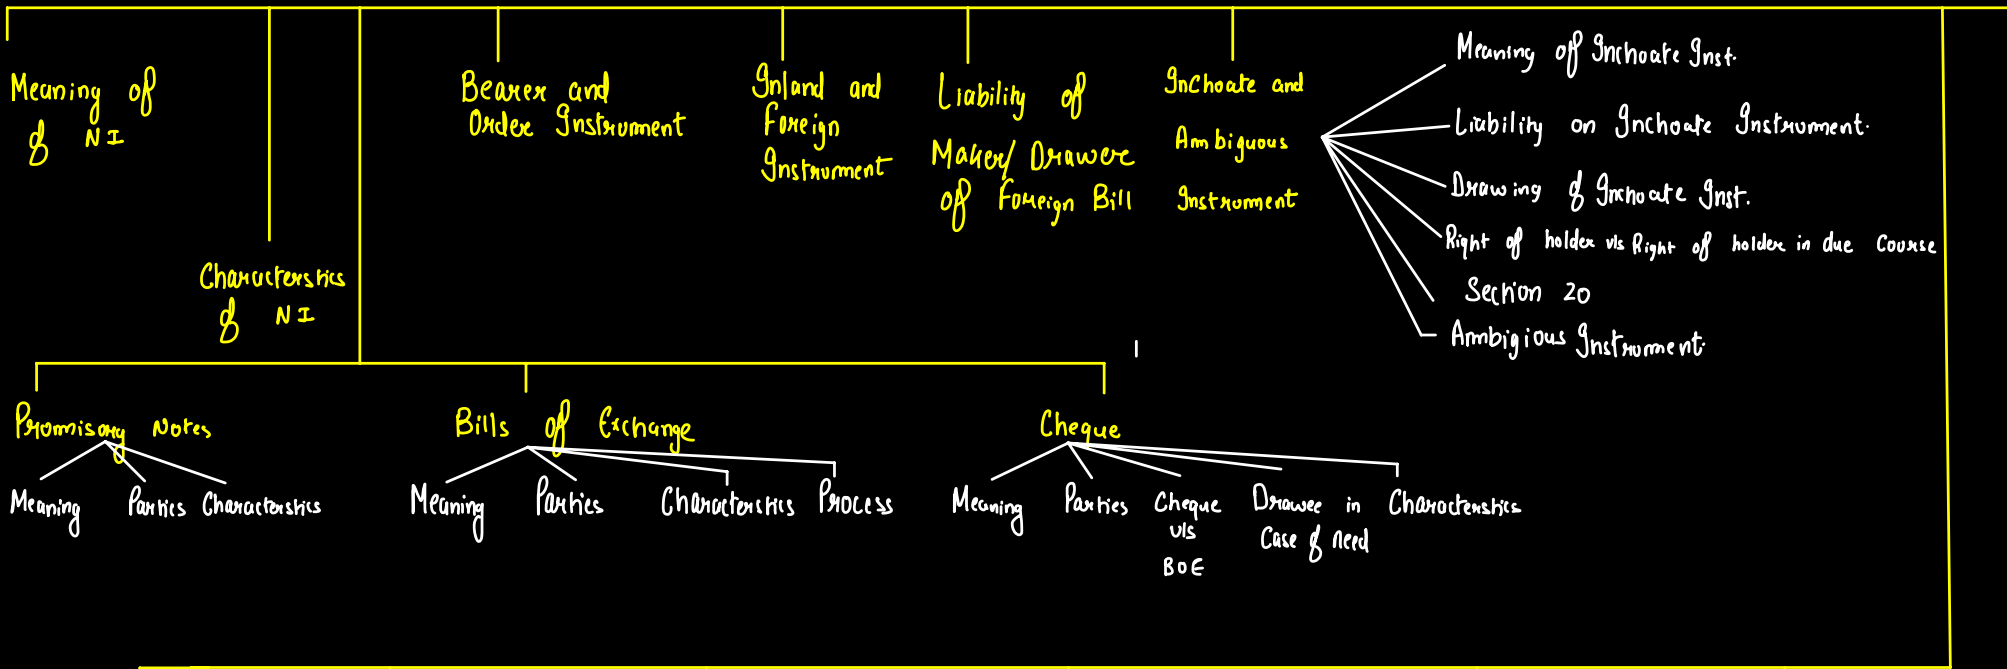 Meaning of
of NI
Characterstics
of NI
Bearer and
Order Instrument
Inland and
Foreign
Instrument
Liability of
Maker/ Drawee
of Foreign Bill
InChoate and
Ambiguous
Instrument
Meaning of Inchoate Inst.
Liability on Inchoate Instrument.
Drawing of Inchoate Inst.
Right of holder v/s Right of holder in due Course
Section 20
Ambigious Instrument.
Promisory Notes
Meaning
Parties
Characterstics
Bills of Exchange
Meaning
Parties
Characterstics
Process
Cheque
Meaning
Parties
Cheque
v/s
BOE
Drawee in
Case of need
Characterstics